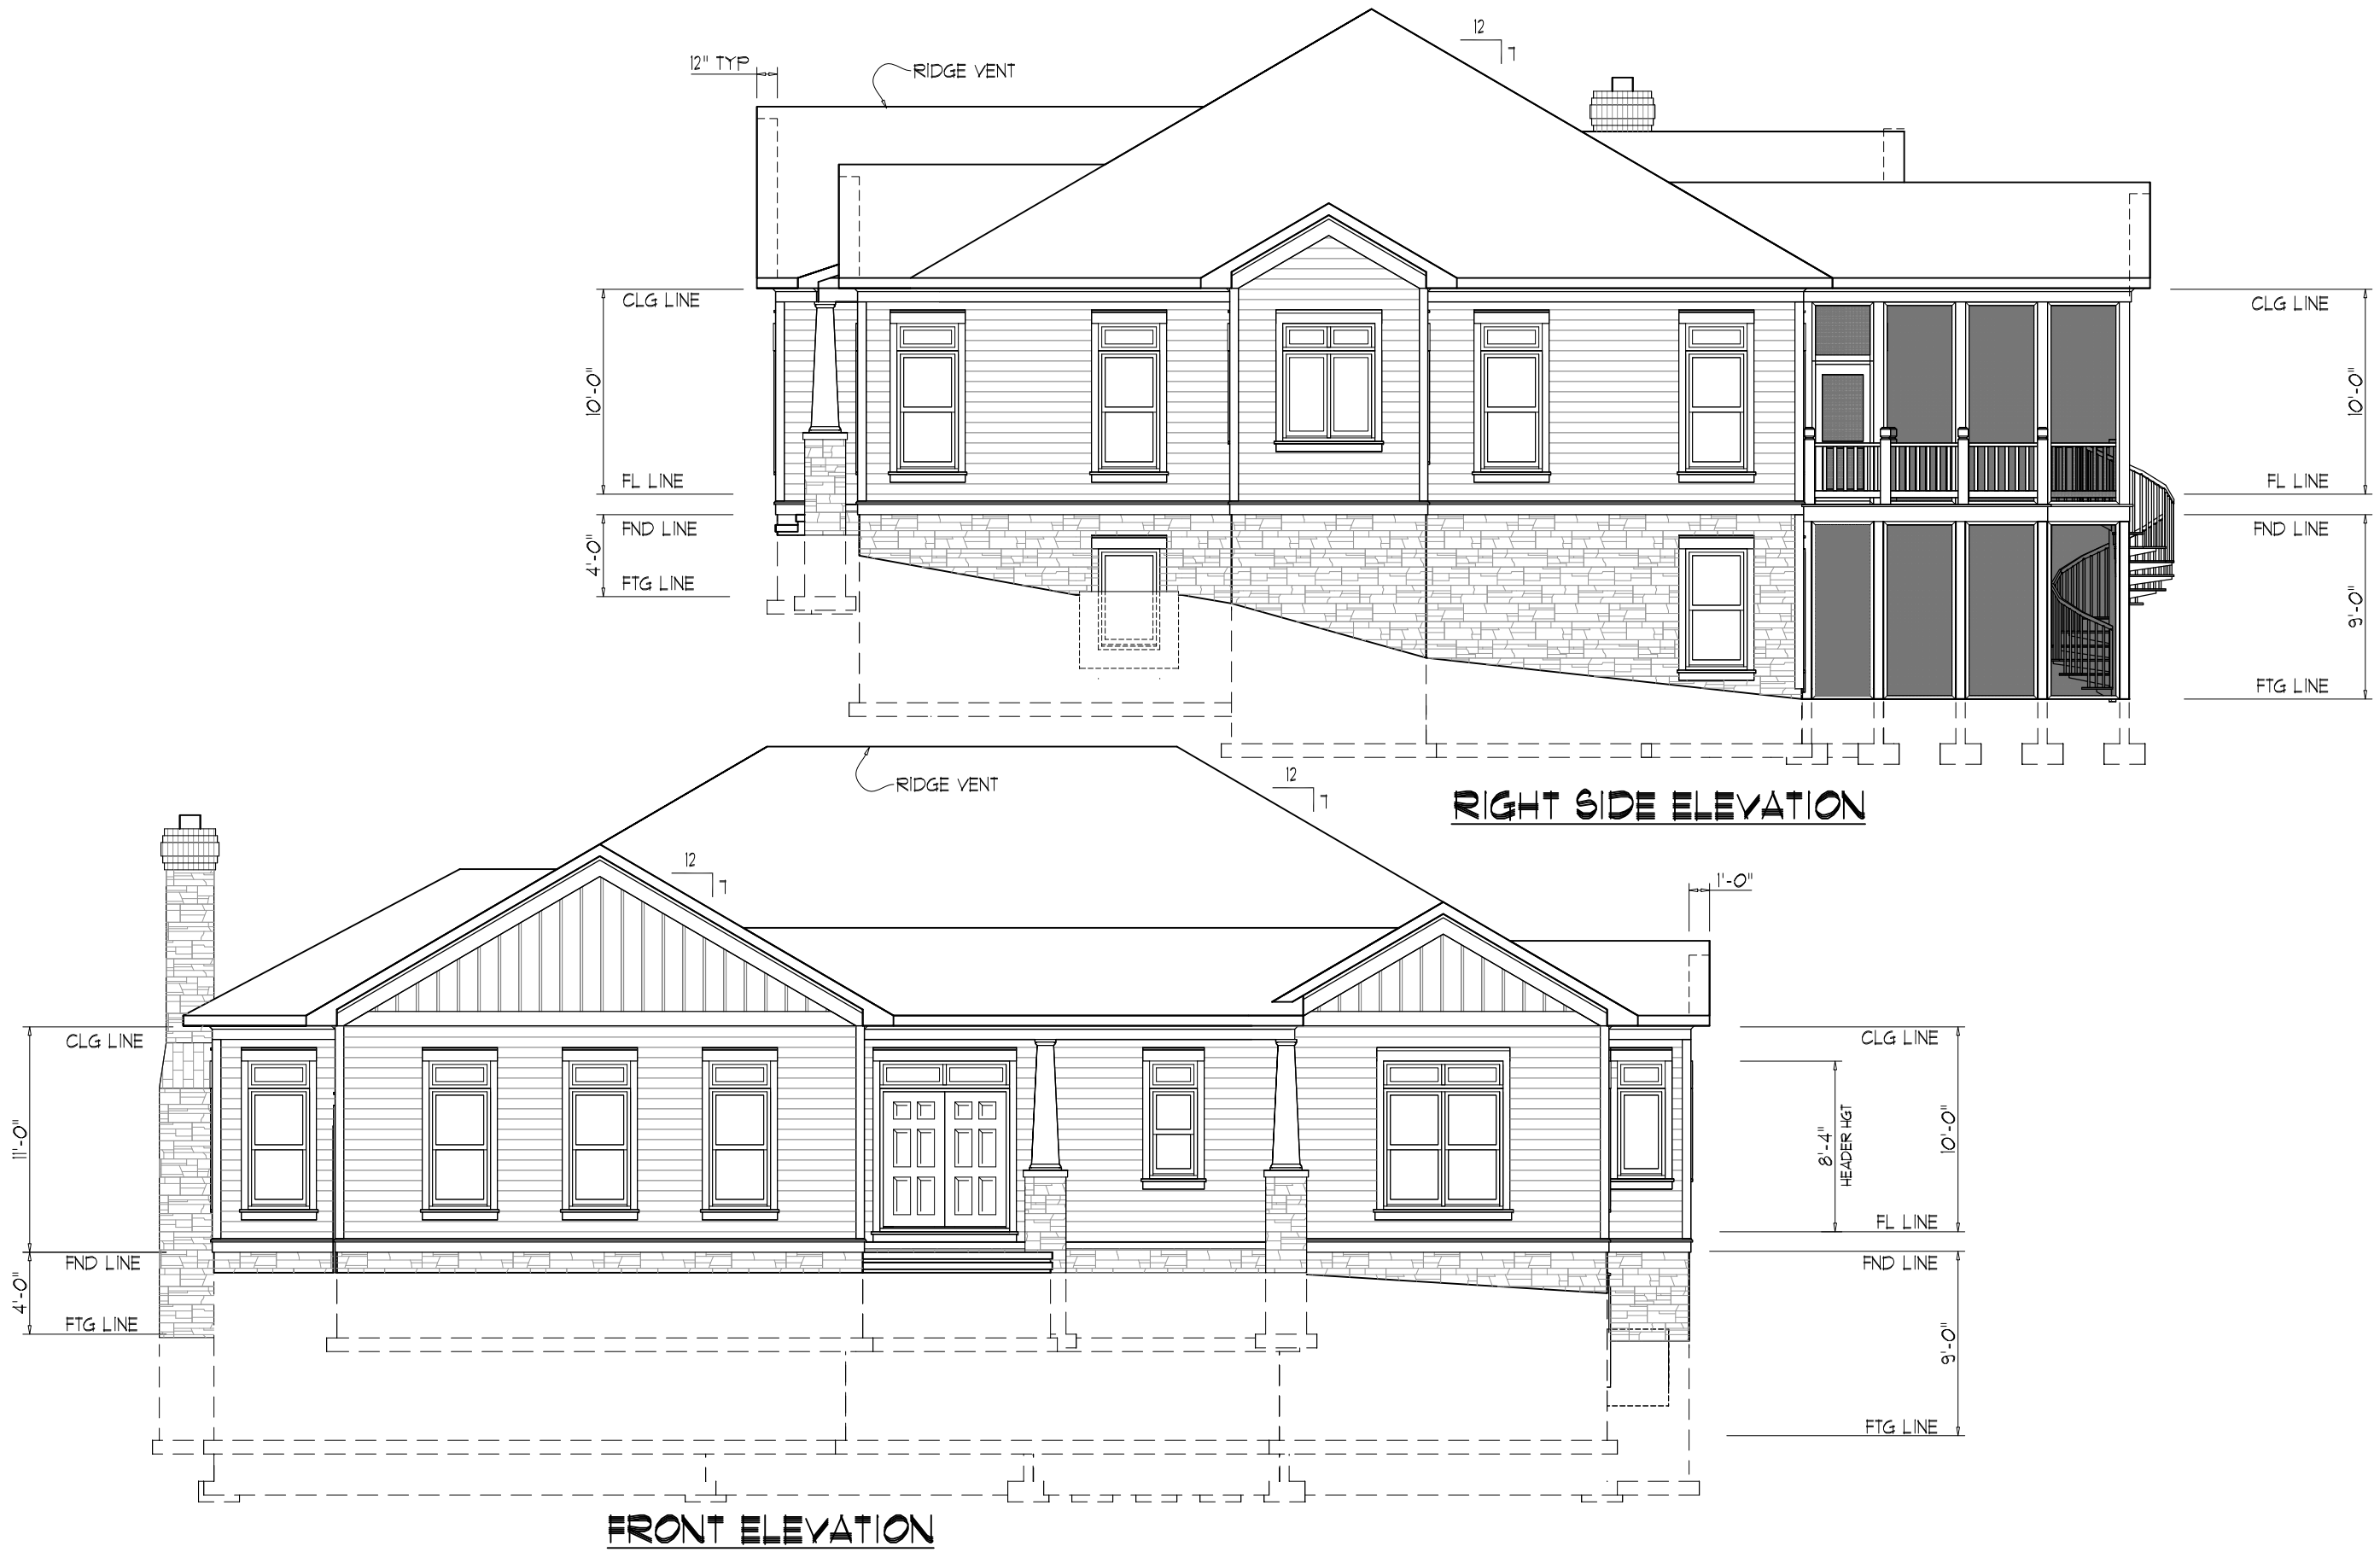 12
7
12" TYP
RIDGE VENT
CLG LINE
CLG LINE
10'-0"
10'-0"
FL LINE
FL LINE
FND LINE
FND LINE
4'-0"
FTG LINE
9'-0"
FTG LINE
RIGHT SIDE ELEVATION
RIDGE VENT
12
7
12
7
1'-0"
CLG LINE
CLG LINE
11'-0"
8'-4"
HEADER HGT
10'-0"
FL LINE
FND LINE
FND LINE
4'-0"
FTG LINE
9'-0"
FTG LINE
FRONT ELEVATION